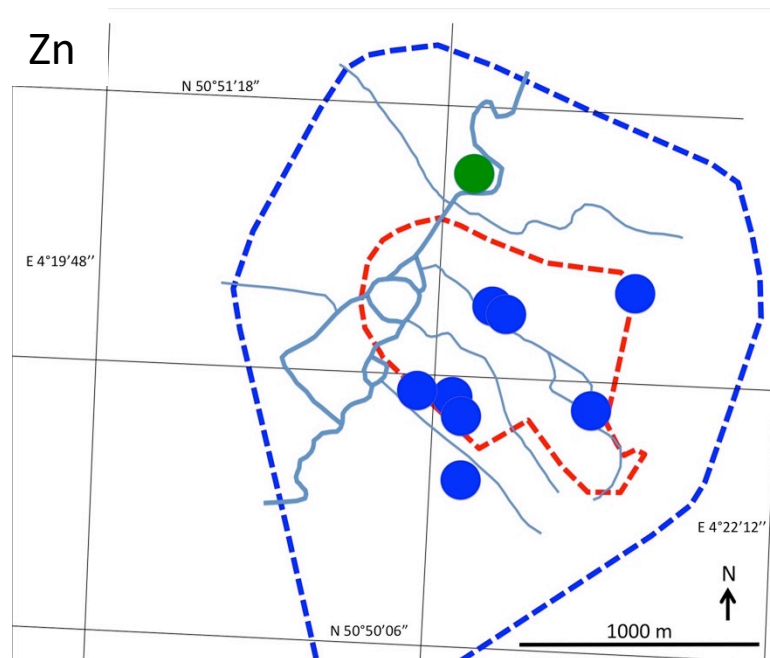 Zn
N 50°51’18”
E 4°19’48’’
E 4°22’12’’
N
N 50°50’06”
1000 m